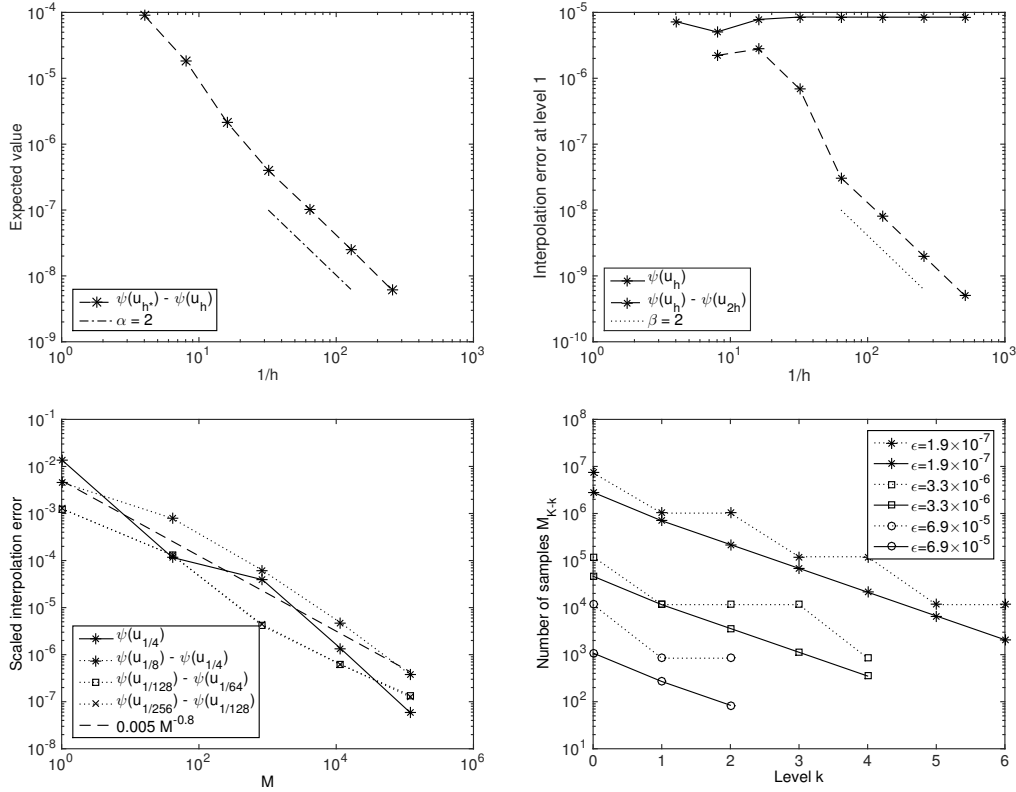 10^-4
10^-5
10^-6
10^-7
10^-8
10^-9
Expected value
ψ(u_h*) - ψ(u_h)
α = 2
10^0
10^1
10^2
10^3
1/h
10^-5
10^-6
10^-7
10^-8
10^-9
10^-10
Interpolation error at level 1
ψ(u_h)
ψ(u_h) - ψ(u_2h)
β = 2
10^0
10^1
10^2
10^3
1/h
10^-1
10^-2
10^-3
10^-4
10^-5
10^-6
10^-7
10^-8
Scaled interpolation error
ψ(u_1/4)
ψ(u_1/8) - ψ(u_1/4)
ψ(u_1/128) - ψ(u_1/64)
ψ(u_1/256) - ψ(u_1/128)
0.005 M^-0.8
10^0
10^2
10^4
10^6
M
10^8
10^7
10^6
10^5
10^4
10^3
10^2
10^1
Number of samples M_K-k
ϵ=1.9×10^-7
ϵ=1.9×10^-7
ϵ=3.3×10^-6
ϵ=3.3×10^-6
ϵ=6.9×10^-5
ϵ=6.9×10^-5
0
1
2
3
4
5
6
Level k